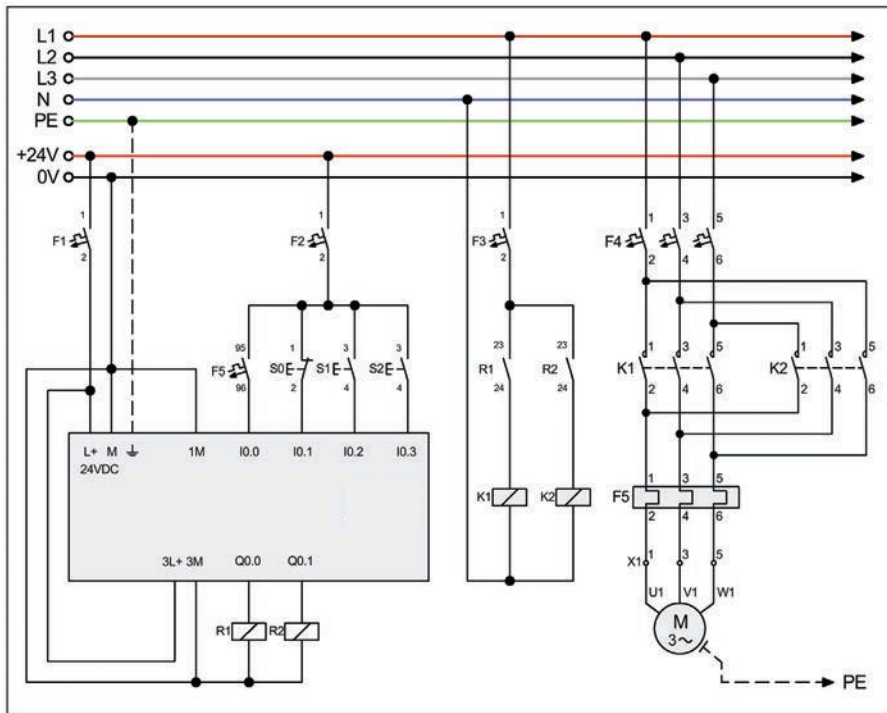 L1
L2
L3
N
PE
+24V
0V
1 1 1 1 3 5
F1 F2 F3 F4
2 2 2 2 4 6
95 1 3 3 23 23 1 3 5 1 3 5
F5 S0 S1 S2 R1 R2 K1 K2
96 2 4 4 24 24 2 4 6 2 4 6
L+ M 1M I0.0 I0.1 I0.2 I0.3
24VDC
1 3 5
K1 K2 F5
2 4 6
3L+ 3M Q0.0 Q0.1
X1 1 3 5
U1 V1 W1
R1 R2
M
3~
PE